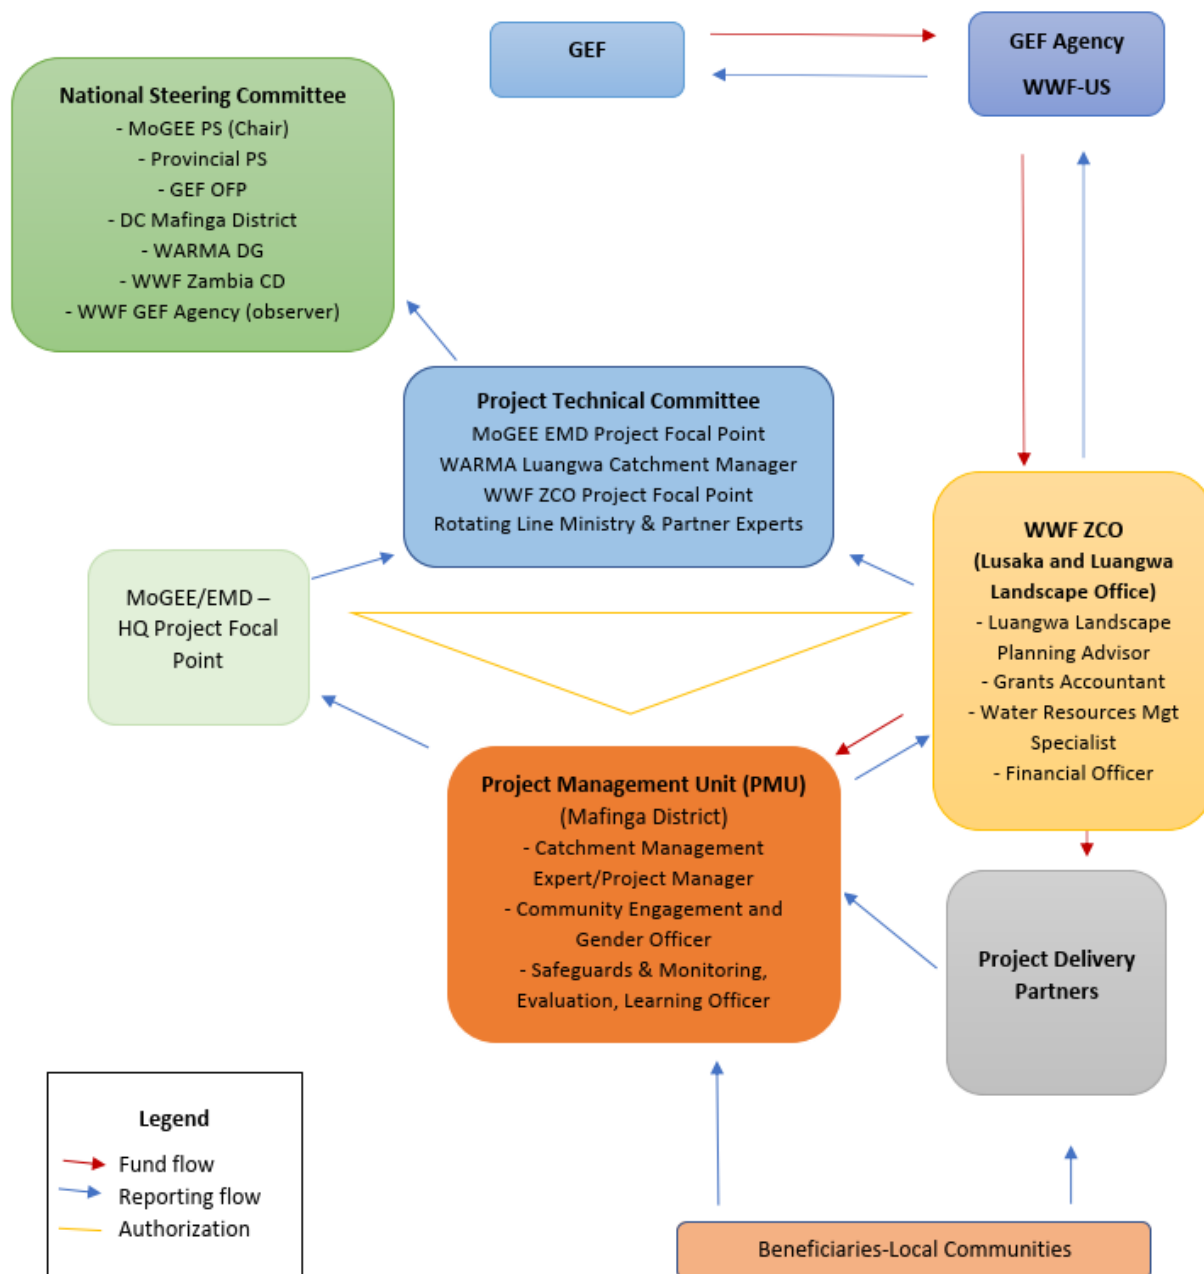 GEF
GEF Agency
WWF-US
National Steering Committee
- MoGEE PS (Chair)
- Provincial PS
- GEF OFP
- DC Mafinga District
- WARMA DG
- WWF Zambia CD
- WWF GEF Agency (observer)
Project Technical Committee
MoGEE EMD Project Focal Point
WARMA Luangwa Catchment Manager
WWF ZCO Project Focal Point
Rotating Line Ministry & Partner Experts
WWF ZCO
(Lusaka and Luangwa
Landscape Office)
- Luangwa Landscape
Planning Advisor
- Grants Accountant
- Water Resources Mgt
Specialist
- Financial Officer
MoGEE/EMD –
HQ Project Focal
Point
Project Management Unit (PMU)
(Mafinga District)
- Catchment Management
Expert/Project Manager
- Community Engagement and
Gender Officer
- Safeguards & Monitoring,
Evaluation, Learning Officer
Project Delivery
Partners
Legend
Fund flow
Reporting flow
Authorization
Beneficiaries-Local Communities